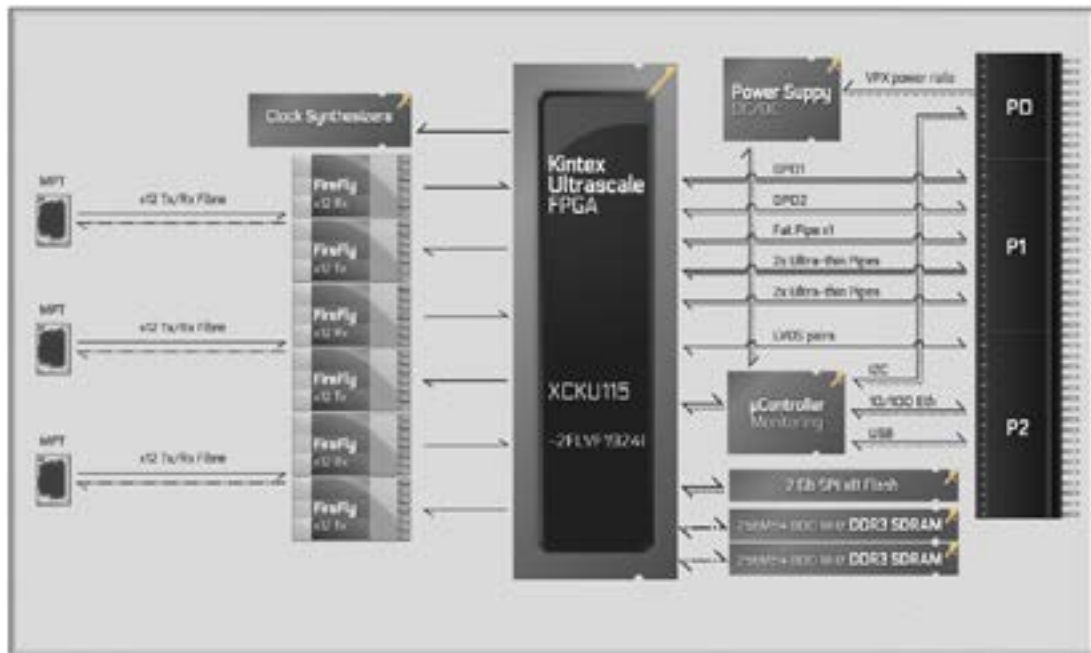 Clock Synthesizers
MPT
x12 Tx/Rx Fibre
FireFly
x12 Rx
FireFly
x12 Tx
MPT
x12 Tx/Rx Fibre
FireFly
x12 Rx
FireFly
x12 Tx
MPT
x12 Tx/Rx Fibre
FireFly
x12 Rx
FireFly
x12 Tx
Kintex
Ultrascale
FPGA
XCKU115
-2FLVF1924I
Power Supply
DC/DC
VPX power rails
GPIO1
GPIO2
Fat Pipe x1
2x Ultra-thin Pipes
2x Ultra-thin Pipes
LVDS pairs
I2C
µController
Monitoring
10/100 Eth
USB
2 Gb SPI x8 Flash
DDR3 SDRAM
DDR3 SDRAM
P0
P1
P2